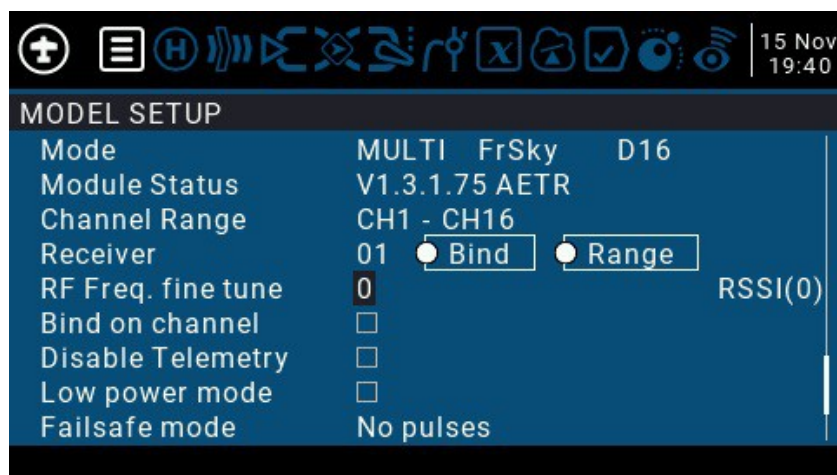 15 Nov
19:40
MODEL SETUP
Mode MULTI FrSky D16
Module Status V1.3.1.75 AETR
Channel Range CH1 - CH16
Receiver 01 Bind Range
RF Freq. fine tune 0 RSSI(0)
Bind on channel
Disable Telemetry
Low power mode
Failsafe mode No pulses